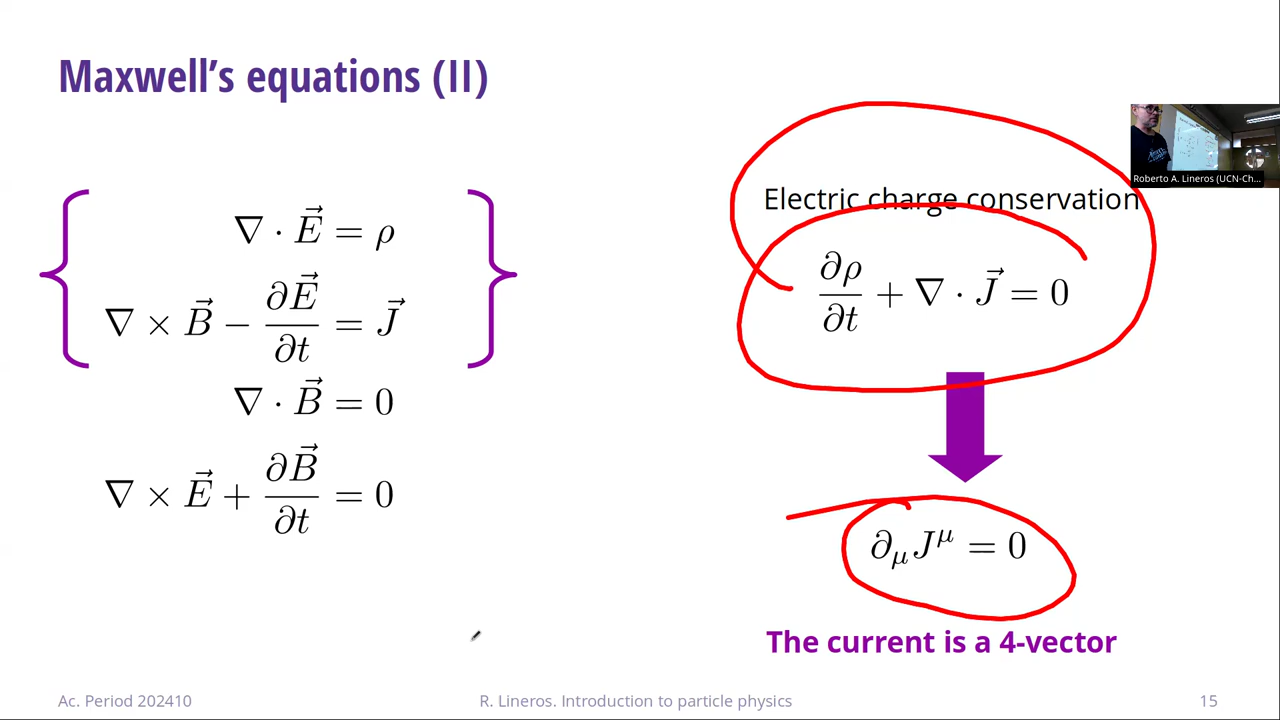 Maxwell’s equations (II)
∇ · E⃗ = ρ
∇ × B⃗ − ∂E⃗/∂t = J⃗
∇ · B⃗ = 0
∇ × E⃗ + ∂B⃗/∂t = 0
Electric charge conservation
∂ρ/∂t + ∇ · J⃗ = 0
∂_μ J^μ = 0
The current is a 4-vector
Roberto A. Lineros (UCN-Ch...
Ac. Period 202410
R. Lineros. Introduction to particle physics
15